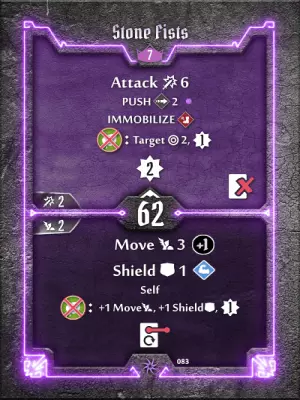 Stone Fists
7
Attack 6
PUSH 2
IMMOBILIZE
: Target 2, 1
2
2
62
2
Move 3 +1
Shield 1
Self
: +1 Move, +1 Shield, 1
083